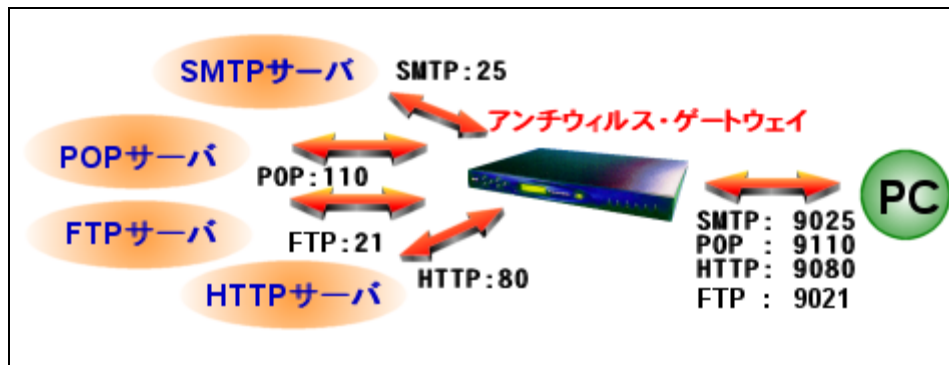 SMTPサーバ
SMTP:25
アンチウィルス・ゲートウェイ
POPサーバ
POP:110
FTPサーバ
FTP:21
HTTPサーバ
HTTP:80
PC
SMTP: 9025
POP : 9110
HTTP: 9080
FTP : 9021